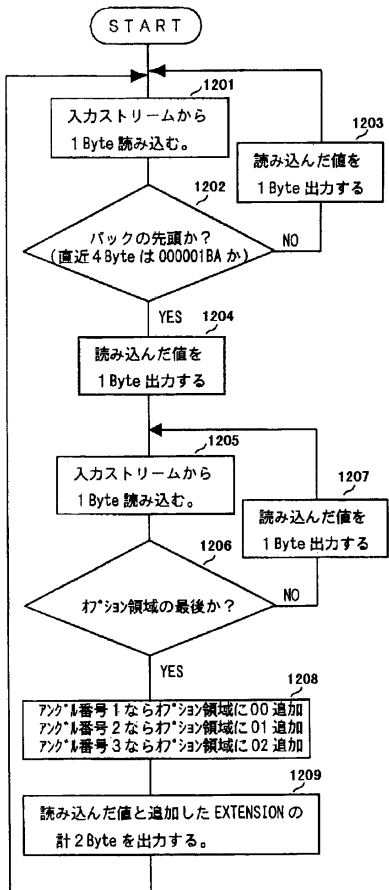 START
1201
入力ストリームから
1 Byte 読み込む。
1203
読み込んだ値を
1 Byte 出力する
1202
パックの先頭か?
(直近4 Byte は 000001BA か)
NO
YES
1204
読み込んだ値を
1 Byte 出力する
1205
入力ストリームから
1 Byte 読み込む。
1207
読み込んだ値を
1 Byte 出力する
1206
オプション領域の最後か?
NO
YES
1208
アングル番号1ならオプション領域に00追加
アングル番号2ならオプション領域に01追加
アングル番号3ならオプション領域に02追加
1209
読み込んだ値と追加した EXTENSION の
計2 Byte を出力する。